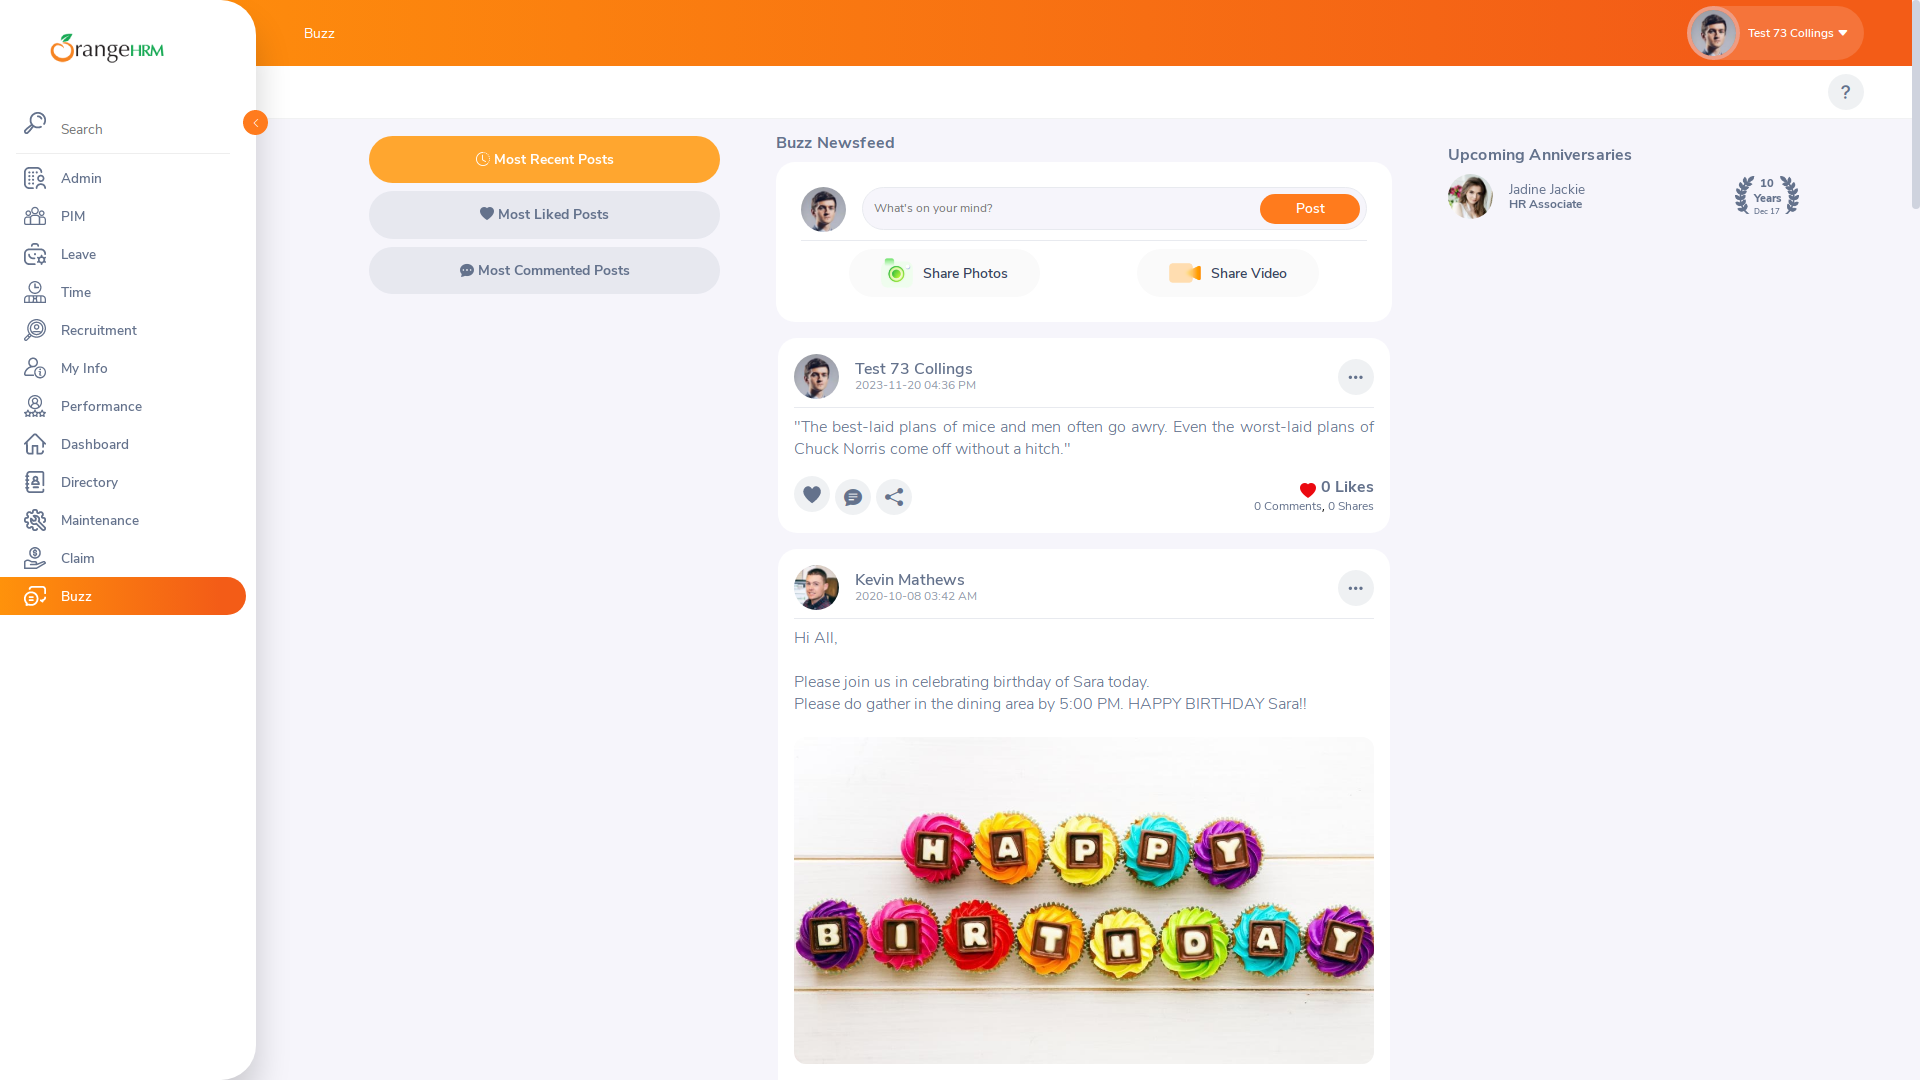 OrangeHRM
Buzz
Test 73 Collings
?
Search
Admin
PIM
Leave
Time
Recruitment
My Info
Performance
Dashboard
Directory
Maintenance
Claim
Buzz
Most Recent Posts
Most Liked Posts
Most Commented Posts
Buzz Newsfeed
What's on your mind?
Post
Share Photos
Share Video
Test 73 Collings
2023-11-20 04:36 PM
"The best-laid plans of mice and men often go awry. Even the worst-laid plans of
Chuck Norris come off without a hitch."
0 Likes
0 Comments, 0 Shares
Kevin Mathews
2020-10-08 03:42 AM
Hi All,
Please join us in celebrating birthday of Sara today.
Please do gather in the dining area by 5:00 PM. HAPPY BIRTHDAY Sara!!
HAPPY
BIRTHDAY
Upcoming Anniversaries
Jadine Jackie
HR Associate
10
Years
Dec 17